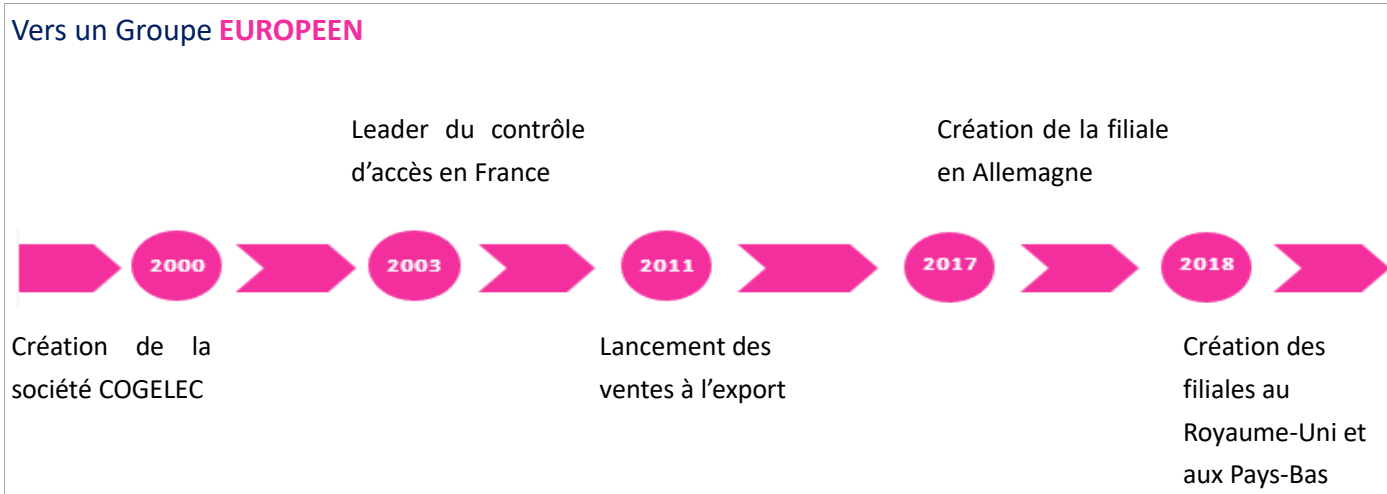 Vers un Groupe EUROPEEN
Leader du contrôle
d’accès en France
Création de la filiale
en Allemagne
2000
2003
2011
2017
2018
Création de la
société COGELEC
Lancement des
ventes à l’export
Création des
filiales au
Royaume-Uni et
aux Pays-Bas